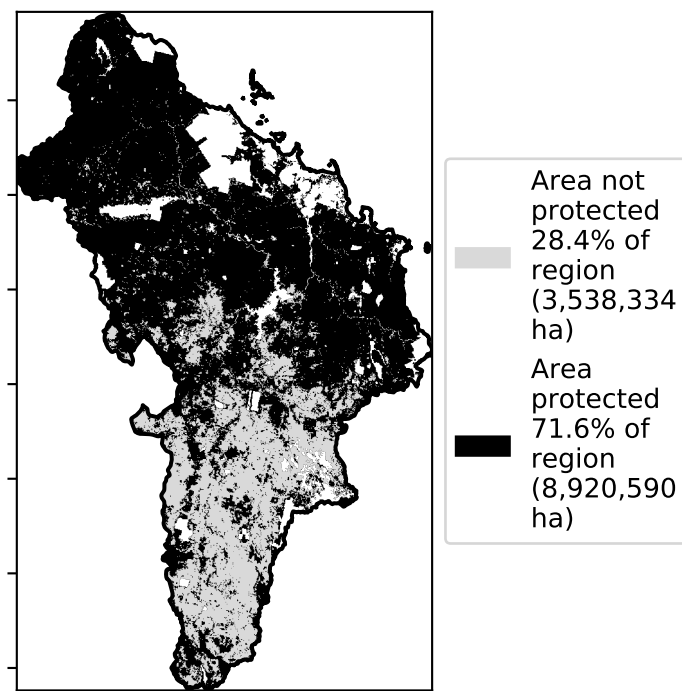 Area not
protected
28.4% of
region
(3,538,334
ha)
Area
protected
71.6% of
region
(8,920,590
ha)